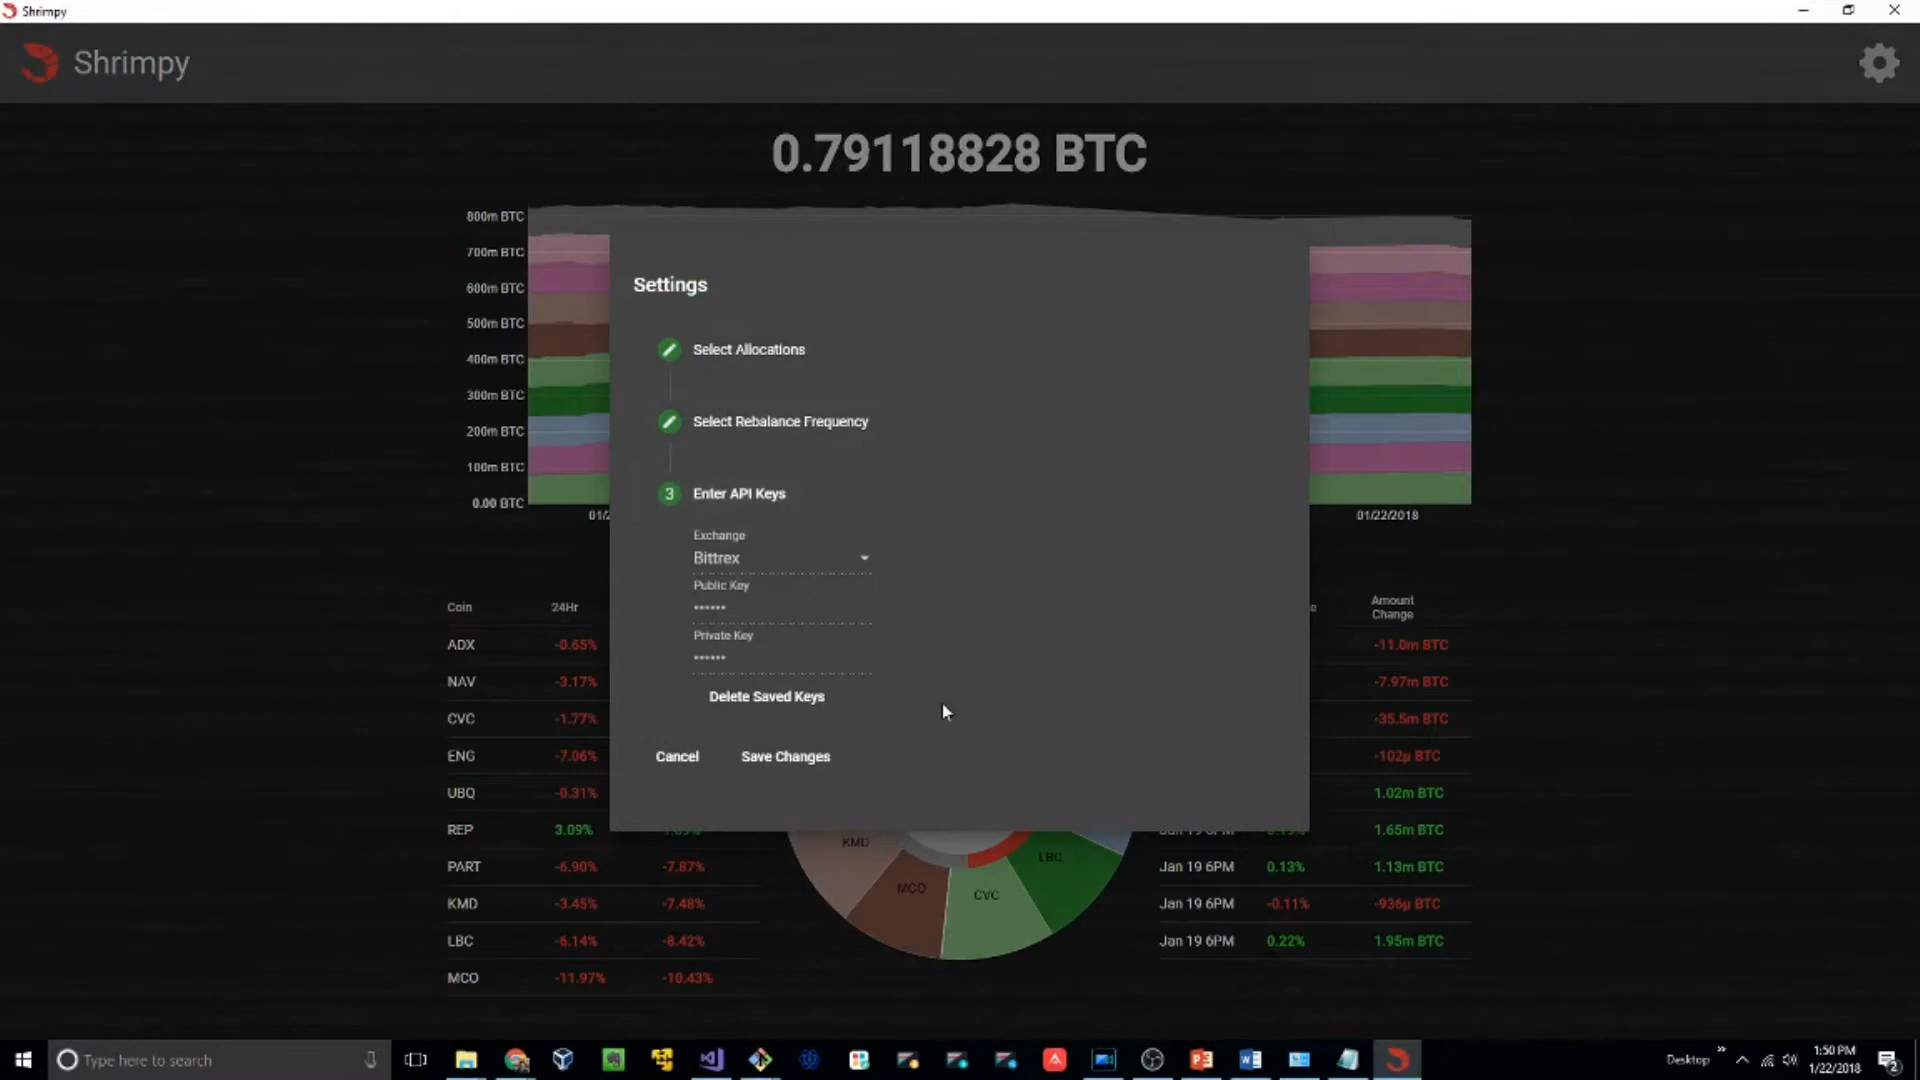 Shrimpy
Shrimpy
0.79118828 BTC
800m BTC
700m BTC
600m BTC
500m BTC
400m BTC
300m BTC
200m BTC
100m BTC
0.00 BTC
01/2
01/22/2018
Settings
Select Allocations
Select Rebalance Frequency
3 Enter API Keys
Exchange
Bittrex
Public Key
••••••
Private Key
••••••
Delete Saved Keys
Cancel Save Changes
Coin 24Hr
ADX -0.65%
NAV -3.17%
CVC -1.77%
ENG -7.06%
UBQ -0.31%
REP 3.09%
PART -6.90% -7.87%
KMD -3.45% -7.48%
LBC -6.14% -8.42%
MCO -11.97% -10.43%
KMD
MCO
CVC
LBC
e Amount
Change
-11.0m BTC
-7.97m BTC
-35.5m BTC
-102µ BTC
1.02m BTC
1.65m BTC
Jan 19 6PM 0.13% 1.13m BTC
Jan 19 6PM -0.11% -936µ BTC
Jan 19 6PM 0.22% 1.95m BTC
Type here to search
Desktop
1:50 PM
1/22/2018
2